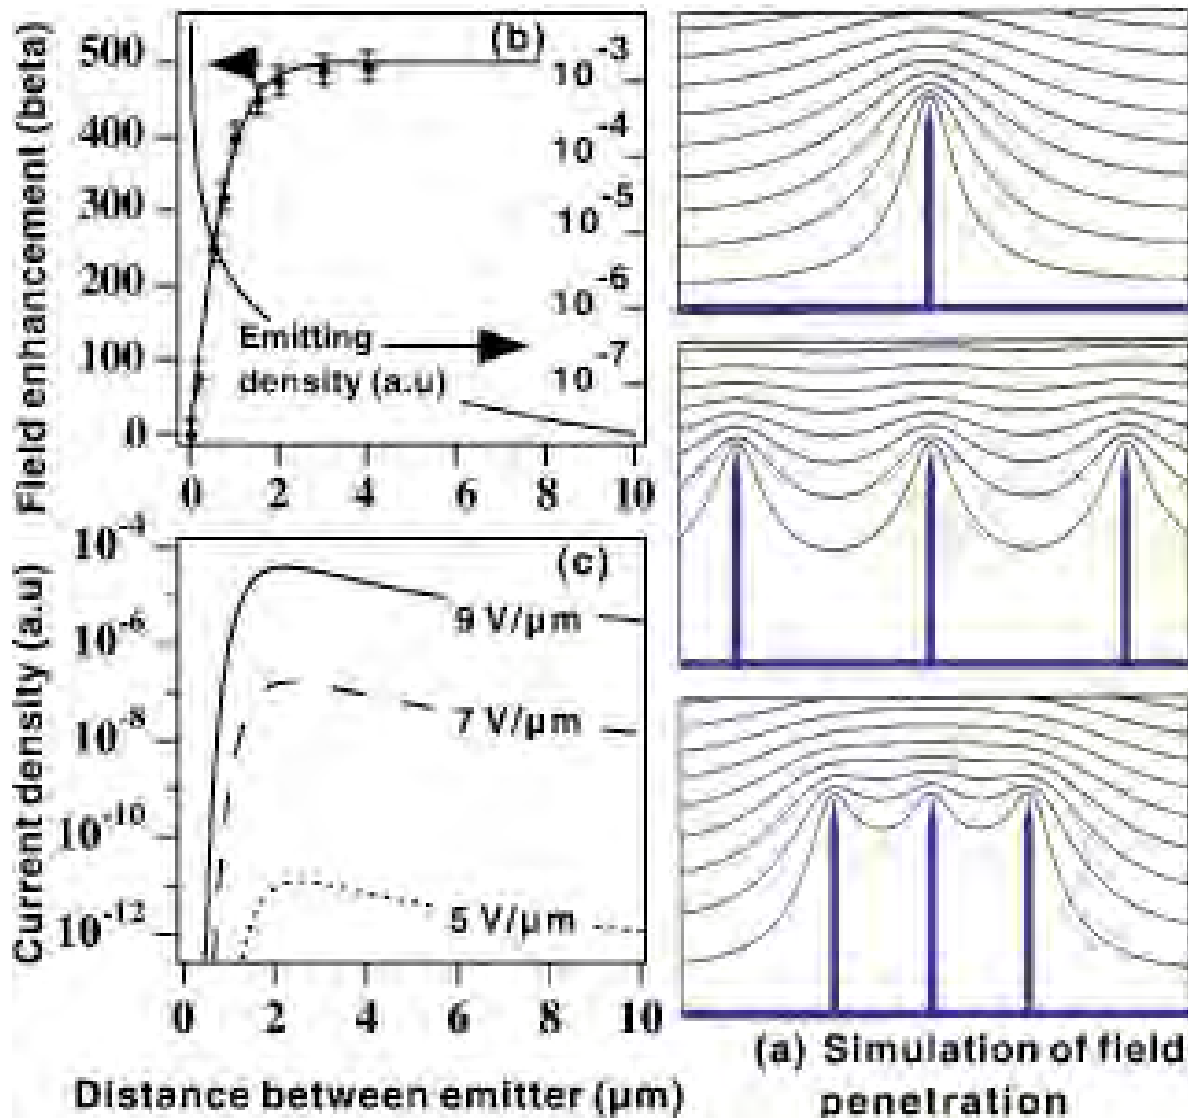 Field enhancement (beta)
500
400
300
200
100
0
(b)
10^-3
10^-4
10^-5
10^-6
10^-7
Emitting
density (a.u)
0 2 4 6 8 10
Current density (a.u)
10^-4
10^-6
10^-8
10^-10
10^-12
(c)
9 V/µm
7 V/µm
5 V/µm
0 2 4 6 8 10
Distance between emitter (µm)
(a) Simulation of field
penetration